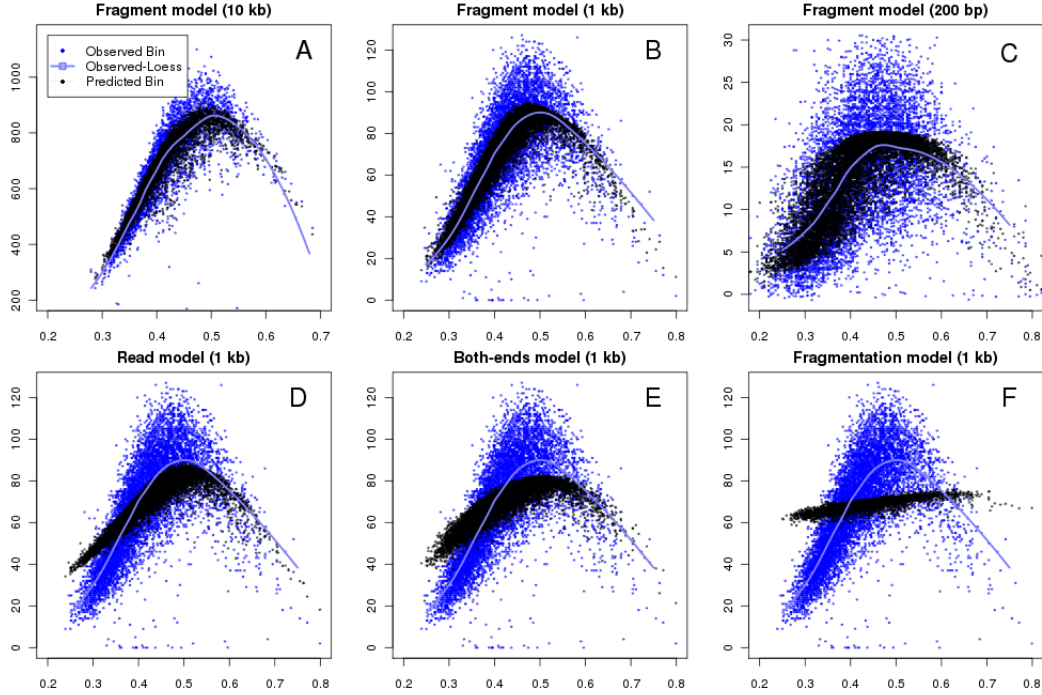 Fragment model (10 kb)
Fragment model (1 kb)
Fragment model (200 bp)
A
B
C
Observed Bin
Observed-Loess
Predicted Bin
200 400 600 800 1000
0 20 40 60 80 100 120
0 5 10 15 20 25 30
0.2 0.3 0.4 0.5 0.6 0.7
0.2 0.3 0.4 0.5 0.6 0.7 0.8
0.2 0.3 0.4 0.5 0.6 0.7 0.8
Read model (1 kb)
Both-ends model (1 kb)
Fragmentation model (1 kb)
D
E
F
0 20 40 60 80 100 120
0 20 40 60 80 100 120
0 20 40 60 80 100 120
0.2 0.3 0.4 0.5 0.6 0.7 0.8
0.2 0.3 0.4 0.5 0.6 0.7 0.8
0.2 0.3 0.4 0.5 0.6 0.7 0.8